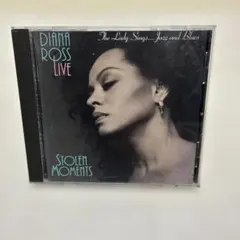 DIANA
ROSS
LIVE
The Lady Sings... Jazz and Blues
STOLEN
MOMENTS